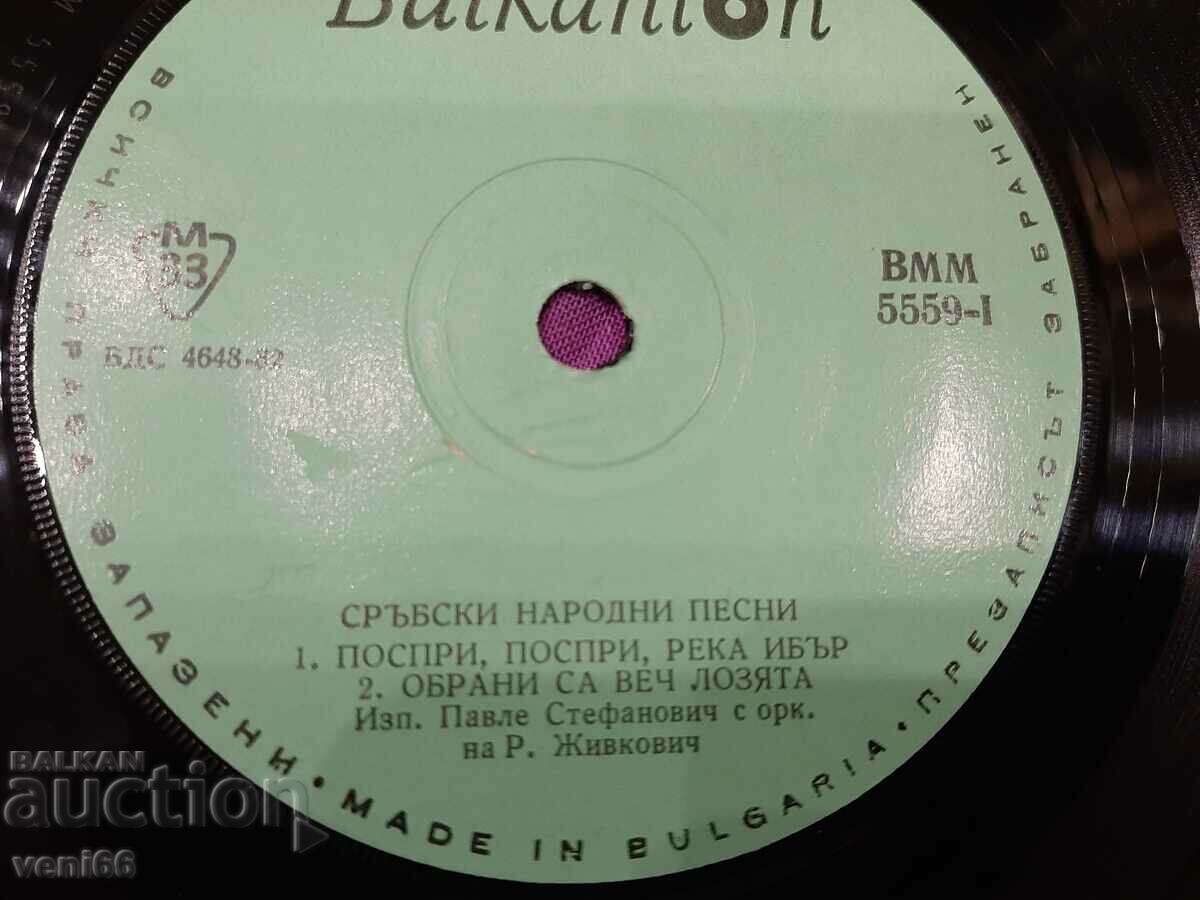 Balkanton
М
33
БДС 4648-82
ВММ
5559-I
СРЪБСКИ НАРОДНИ ПЕСНИ
1. ПОСПРИ, ПОСПРИ, РЕКА ИБЪР
2. ОБРАНИ СА ВЕЧ ЛОЗЯТА
Изп. Павле Стефанович с орк.
на Р. Живкович
ВСИЧКИ ПРАВА ЗАПАЗЕНИ • MADE IN BULGARIA • ПРЕЗАПИСЪТ ЗАБРАНЕН
BALKAN
auction
veni66